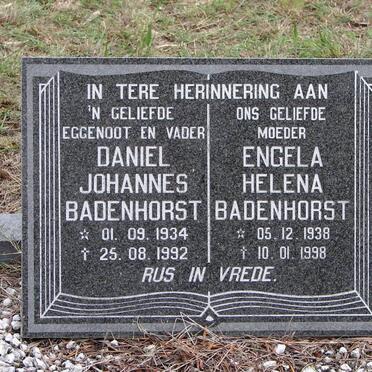 IN TERE HERINNERING AAN
'N GELIEFDE
EGGENOOT EN VADER
DANIEL
JOHANNES
BADENHORST
☆ 01.09.1934
✝ 25.08.1992
ONS GELIEFDE
MOEDER
ENGELA
HELENA
BADENHORST
☆ 05.12.1938
✝ 10.01.1998
RUS IN VREDE.